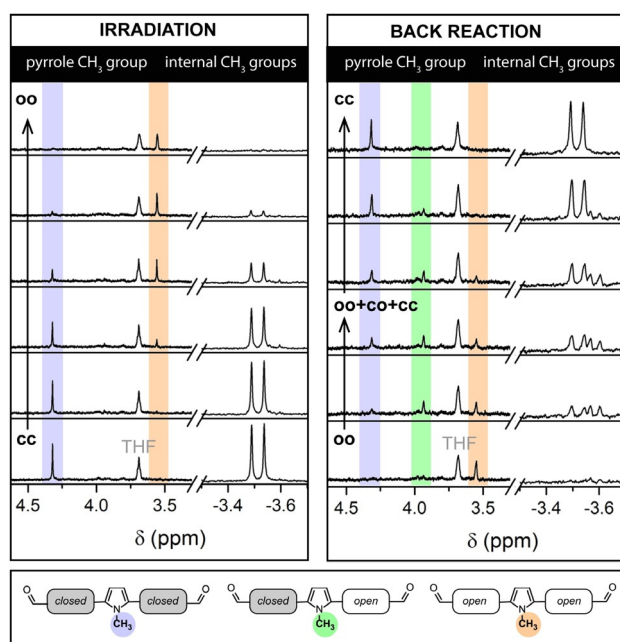 IRRADIATION
pyrrole CH₃ group internal CH₃ groups
oo
cc
THF
4.5 4.0 3.5 -3.4 -3.6
δ (ppm)
BACK REACTION
pyrrole CH₃ group internal CH₃ groups
cc
oo+co+cc
oo
THF
4.5 4.0 3.5 -3.4 -3.6
δ (ppm)
O closed N closed O
CH₃
O closed N open O
CH₃
O open N open O
CH₃